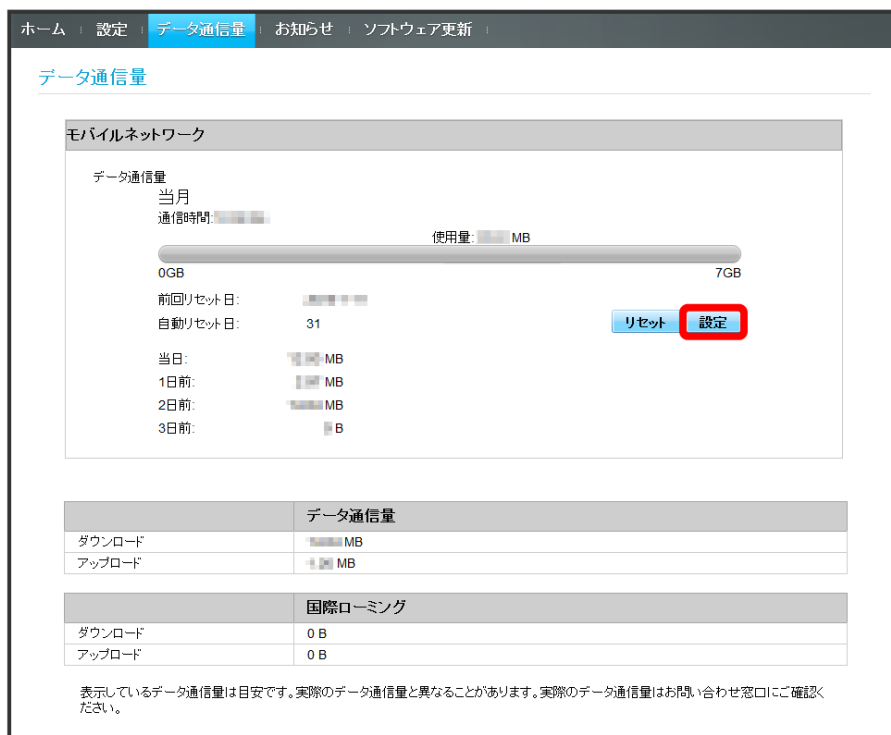 ホーム 設定 データ通信量 お知らせ ソフトウェア更新
データ通信量
モバイルネットワーク
データ通信量
当月
通信時間:
使用量: MB
0GB 7GB
前回リセット日:
自動リセット日: 31 リセット 設定
当日: MB
1日前: MB
2日前: MB
3日前: B
データ通信量
ダウンロード MB
アップロード MB
国際ローミング
ダウンロード 0 B
アップロード 0 B
表示しているデータ通信量は目安です。実際のデータ通信量と異なることがあります。実際のデータ通信量はお問い合わせ窓口にご確認く
ださい。